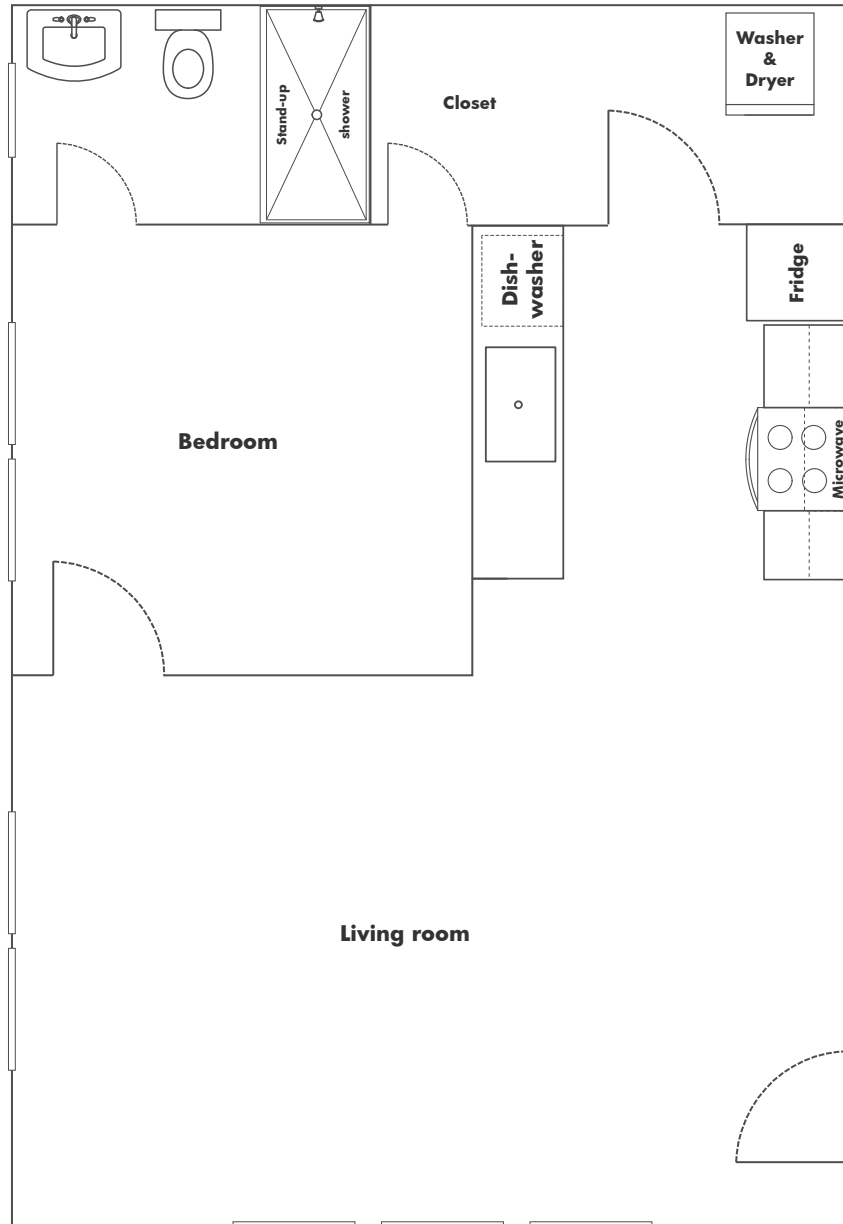 Washer
&
Dryer
Closet
Stand-up
shower
Dish-
washer
Fridge
Bedroom
Microwave
Living room